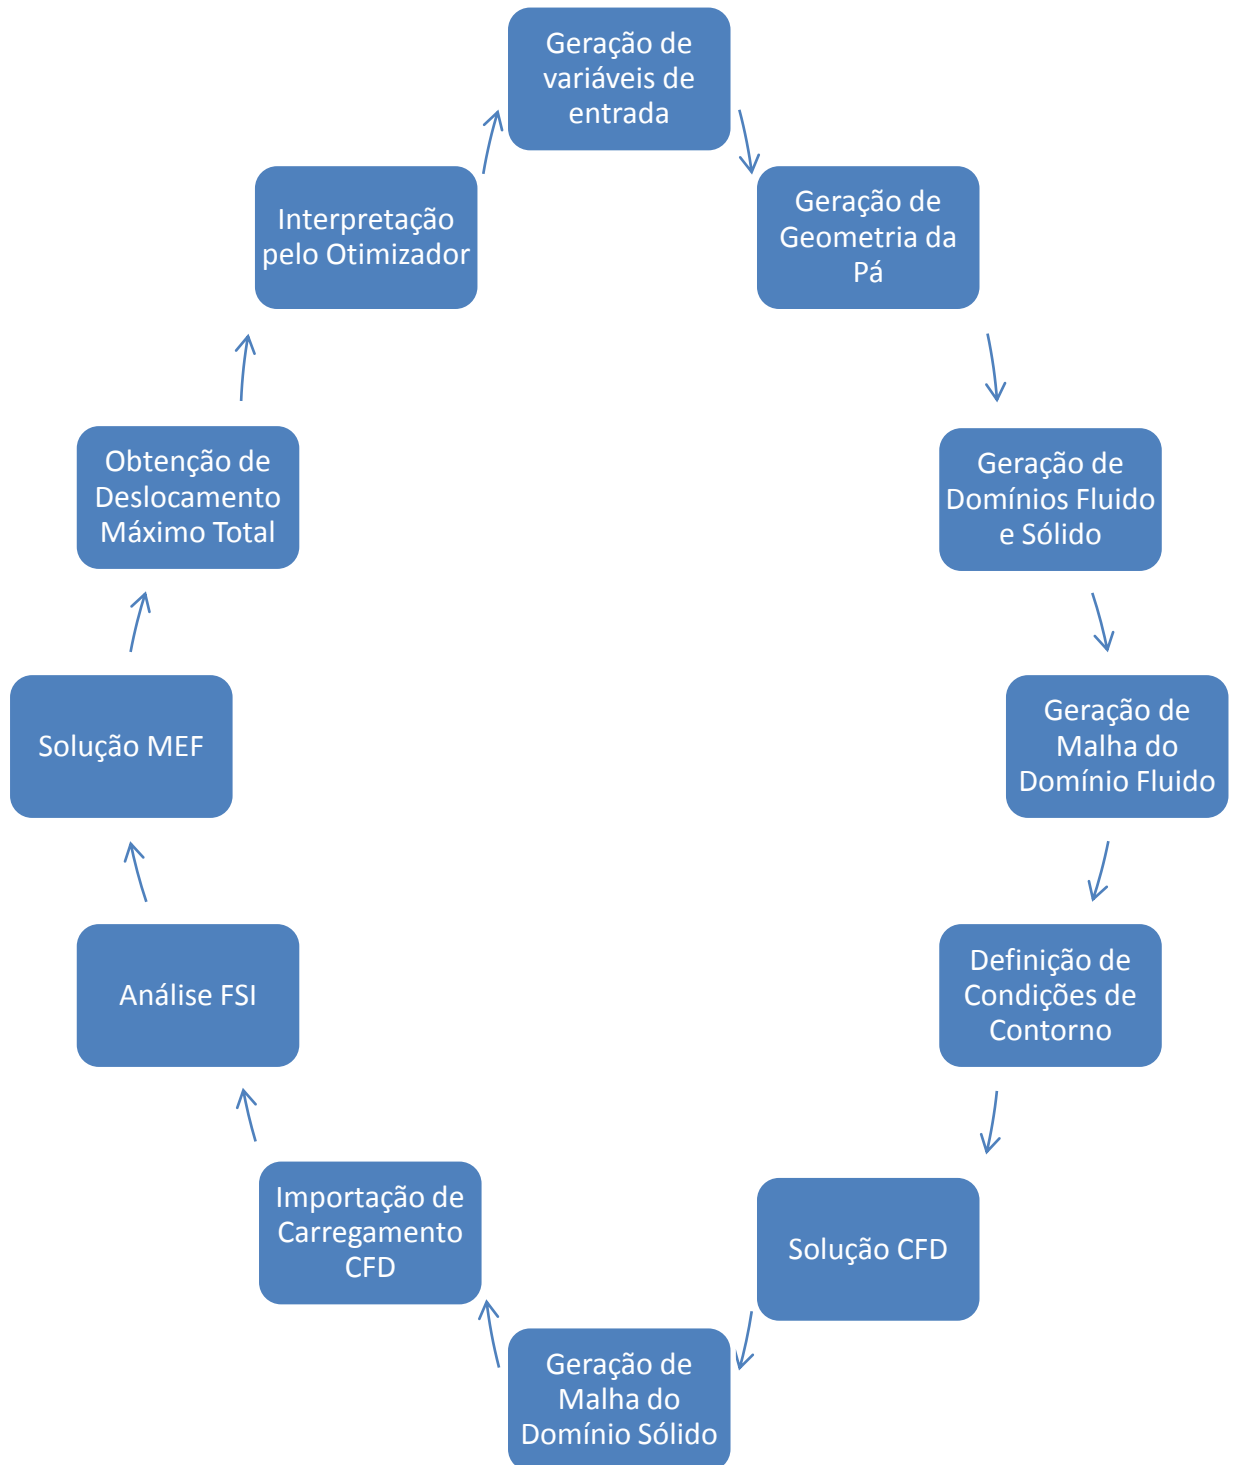 Geração de
variáveis de
entrada
Geração de
Geometria da
Pá
Geração de
Domínios Fluido
e Sólido
Geração de
Malha do
Domínio Fluido
Definição de
Condições de
Contorno
Solução CFD
Geração de
Malha do
Domínio Sólido
Importação de
Carregamento
CFD
Análise FSI
Solução MEF
Obtenção de
Deslocamento
Máximo Total
Interpretação
pelo Otimizador